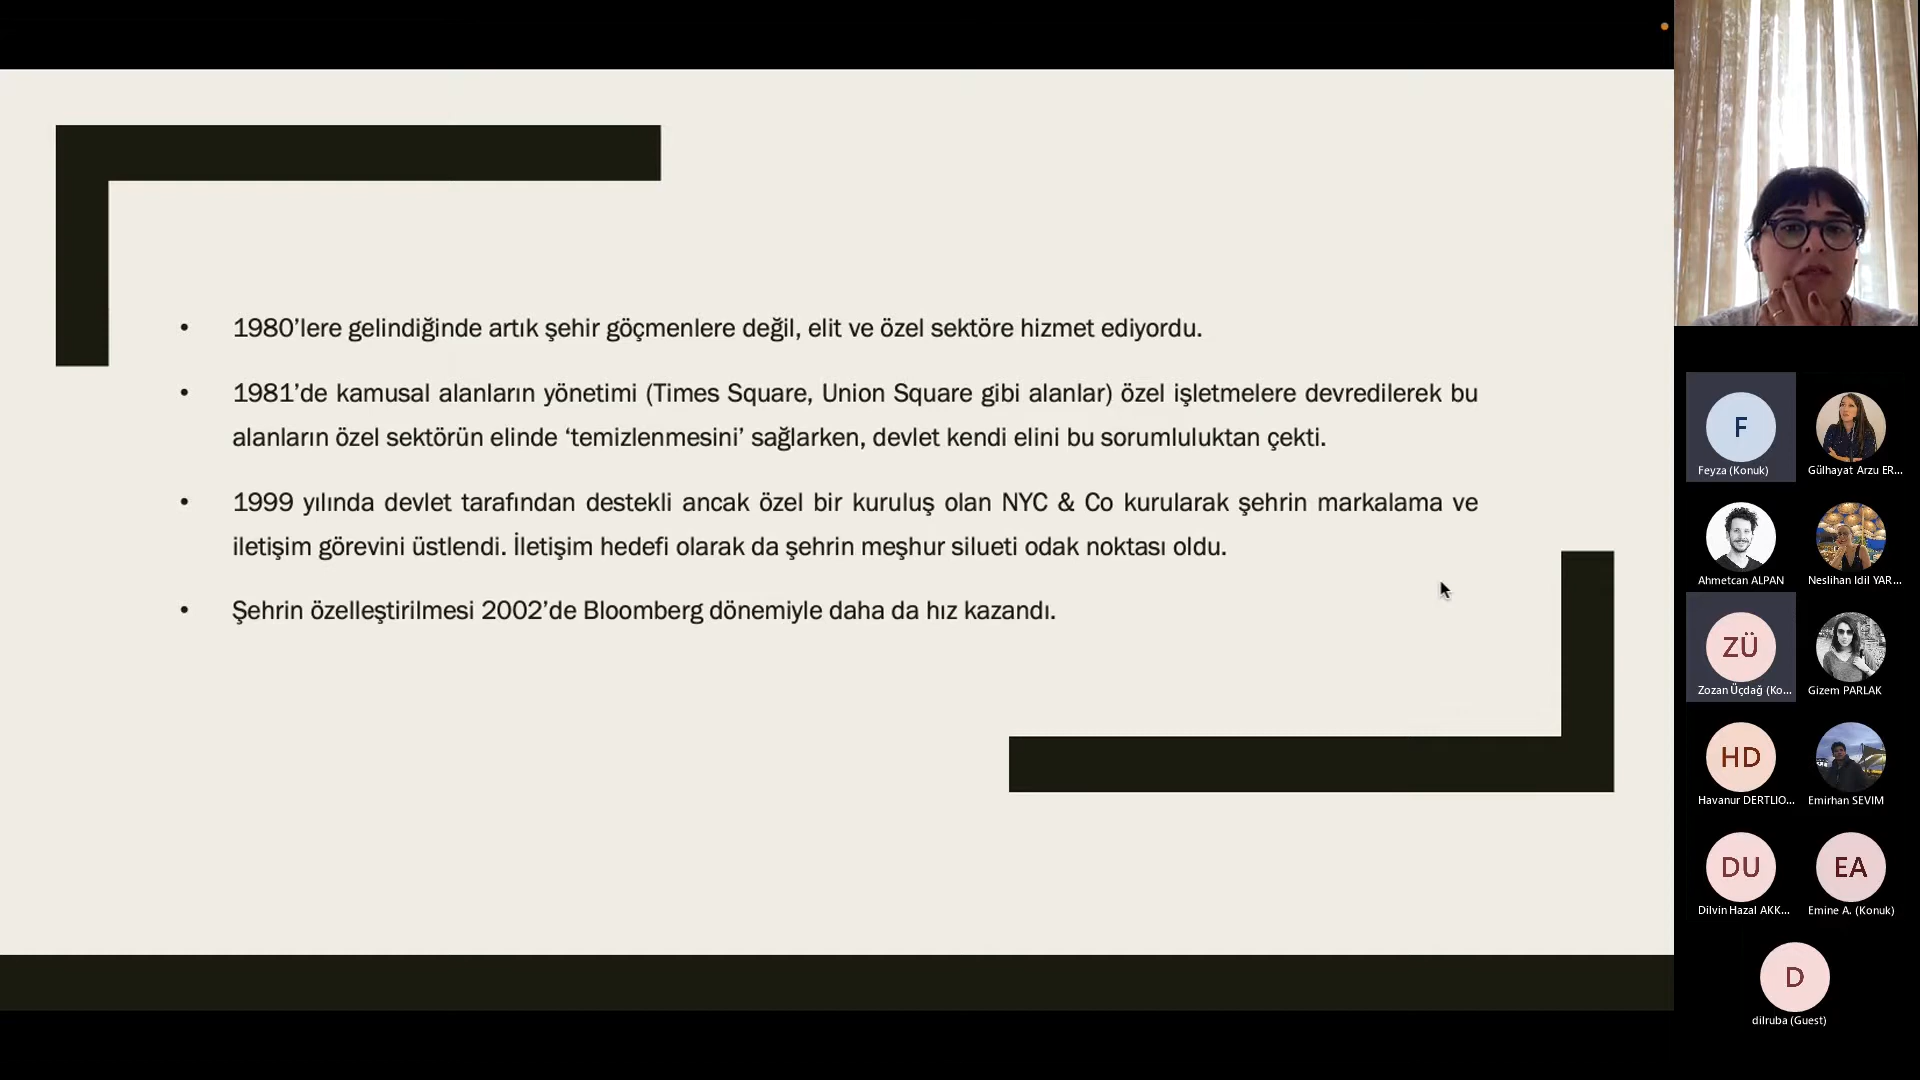 • 1980’lere gelindiğinde artık şehir göçmenlere değil, elit ve özel sektöre hizmet ediyordu.
• 1981’de kamusal alanların yönetimi (Times Square, Union Square gibi alanlar) özel işletmelere devredilerek bu
alanların özel sektörün elinde ‘temizlenmesini’ sağlarken, devlet kendi elini bu sorumluluktan çekti.
• 1999 yılında devlet tarafından destekli ancak özel bir kuruluş olan NYC & Co kurularak şehrin markalama ve
iletişim görevini üstlendi. İletişim hedefi olarak da şehrin meşhur silueti odak noktası oldu.
• Şehrin özelleştirilmesi 2002’de Bloomberg dönemiyle daha da hız kazandı.
F
Feyza (Konuk)
Gülhayat Arzu ER...
Ahmetcan ALPAN
Neslihan Idil YAR...
ZÜ
Zozan Üçdağ (Ko...
Gizem PARLAK
HD
Havanur DERTLIO...
Emirhan SEVIM
DU
Dilvin Hazal AKK...
EA
Emine A. (Konuk)
D
dilruba (Guest)